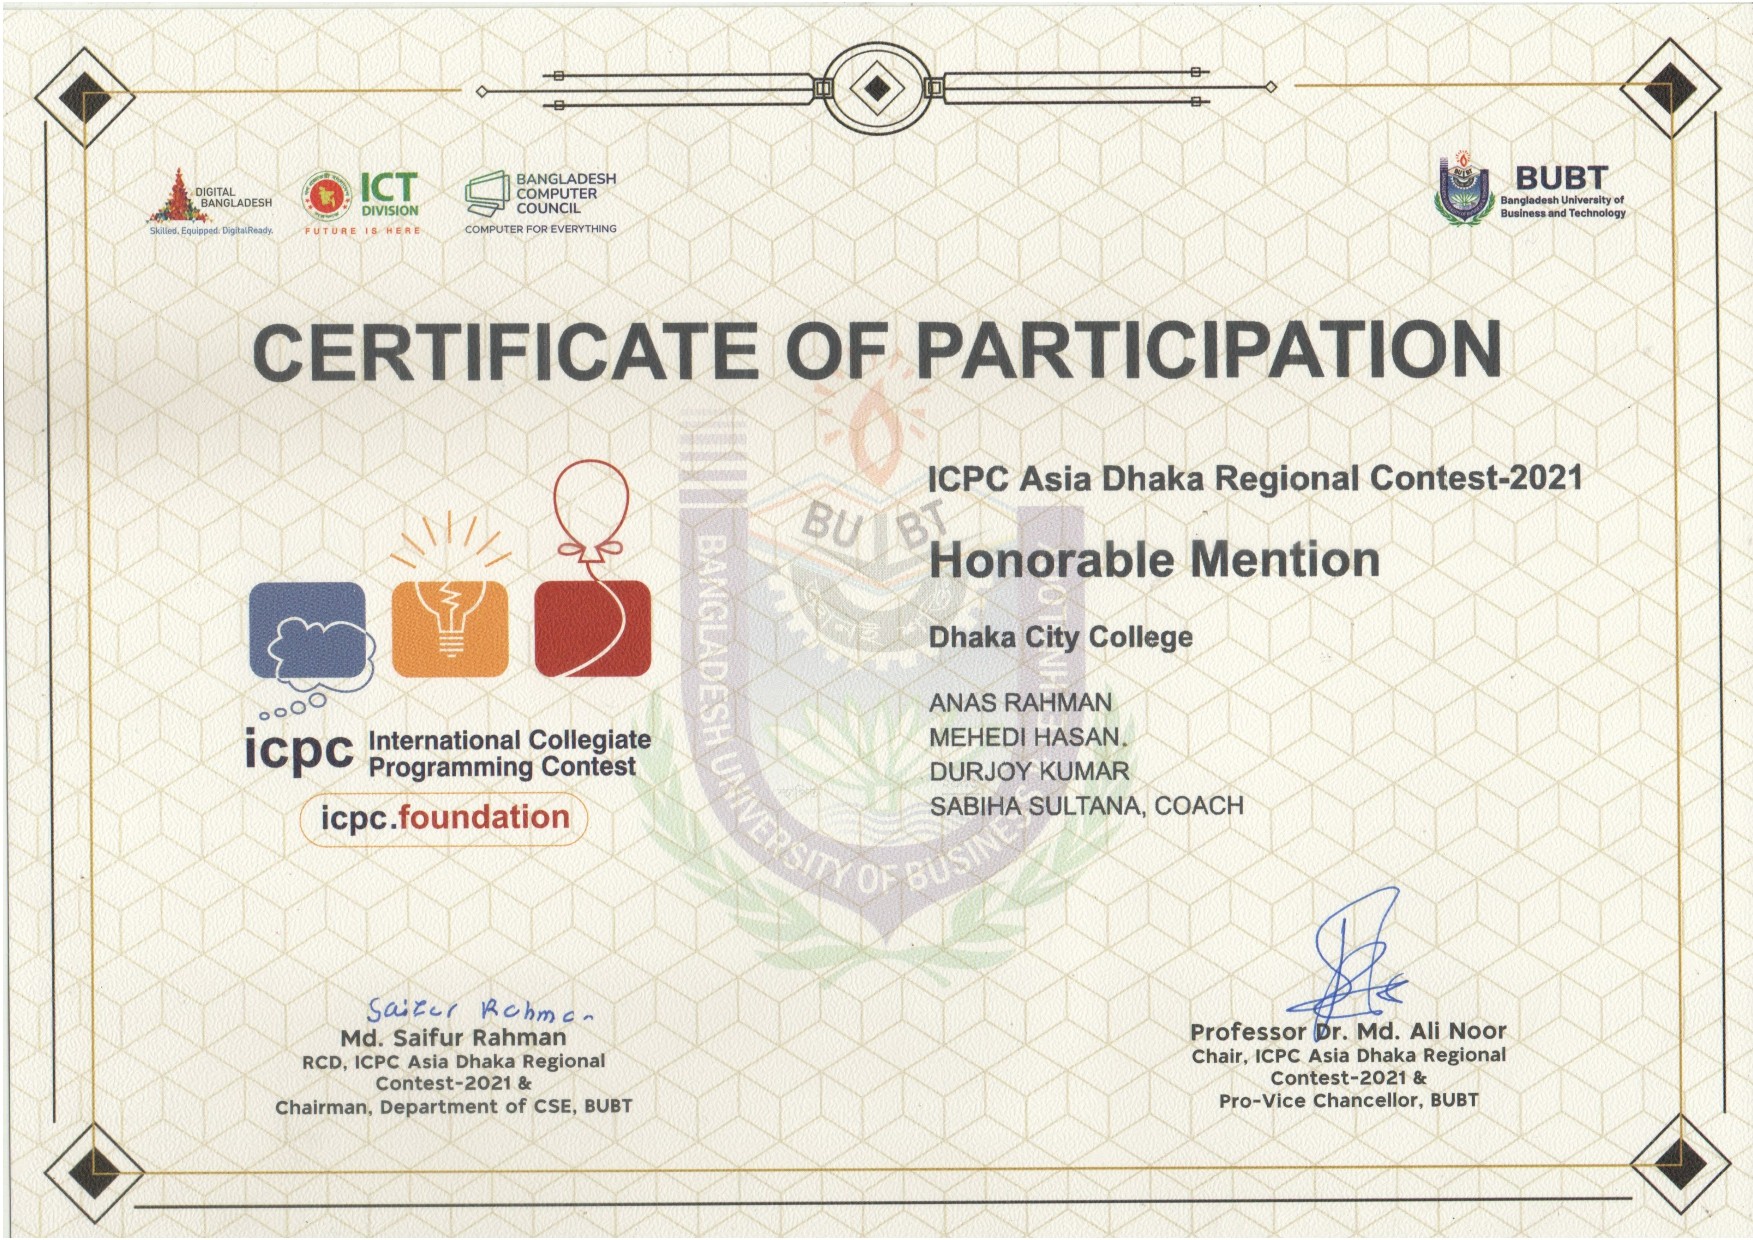 DIGITAL
BANGLADESH
Skilled. Equipped. DigitalReady.
ICT
DIVISION
FUTURE IS HERE
BANGLADESH
COMPUTER
COUNCIL
COMPUTER FOR EVERYTHING
BUBT
Bangladesh University of
Business and Technology
CERTIFICATE OF PARTICIPATION
ICPC Asia Dhaka Regional Contest-2021
Honorable Mention
Dhaka City College
ANAS RAHMAN
MEHEDI HASAN.
DURJOY KUMAR
SABIHA SULTANA, COACH
icpc International Collegiate
Programming Contest
icpc.foundation
BUBT
BANGLADESH UNIVERSITY OF BUSINESS
Saifur Rahman
Md. Saifur Rahman
RCD, ICPC Asia Dhaka Regional
Contest-2021 &
Chairman, Department of CSE, BUBT
Professor Dr. Md. Ali Noor
Chair, ICPC Asia Dhaka Regional
Contest-2021 &
Pro-Vice Chancellor, BUBT